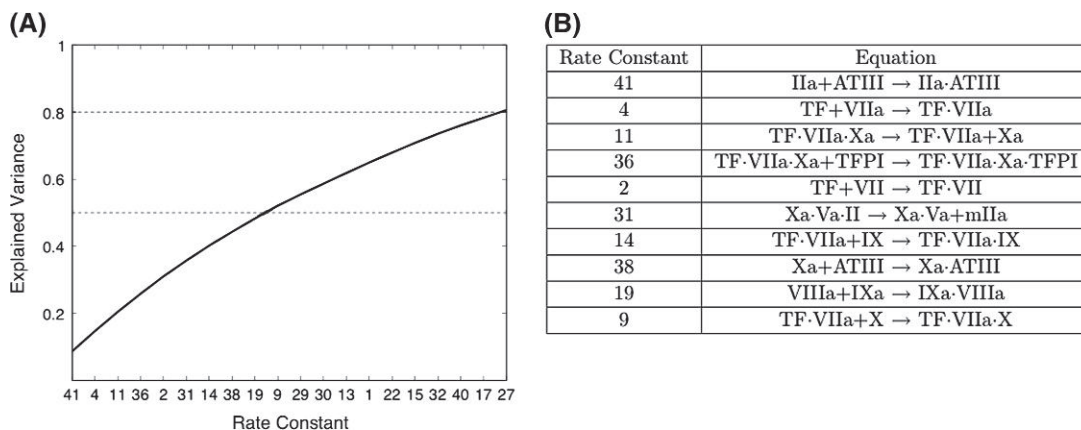 (A)
1
0.8
0.6
0.4
0.2
Explained Variance
41 4 11 36 2 31 14 38 19 9 29 30 13 1 22 15 32 40 17 27
Rate Constant
(B)
Rate Constant Equation
41 IIa+ATIII → IIa·ATIII
4 TF+VIIa → TF·VIIa
11 TF·VIIa·Xa → TF·VIIa+Xa
36 TF·VIIa·Xa+TFPI → TF·VIIa·Xa·TFPI
2 TF+VII → TF·VII
31 Xa·Va·II → Xa·Va+mIIa
14 TF·VIIa+IX → TF·VIIa·IX
38 Xa+ATIII → Xa·ATIII
19 VIIIa+IXa → IXa·VIIIa
9 TF·VIIa+X → TF·VIIa·X